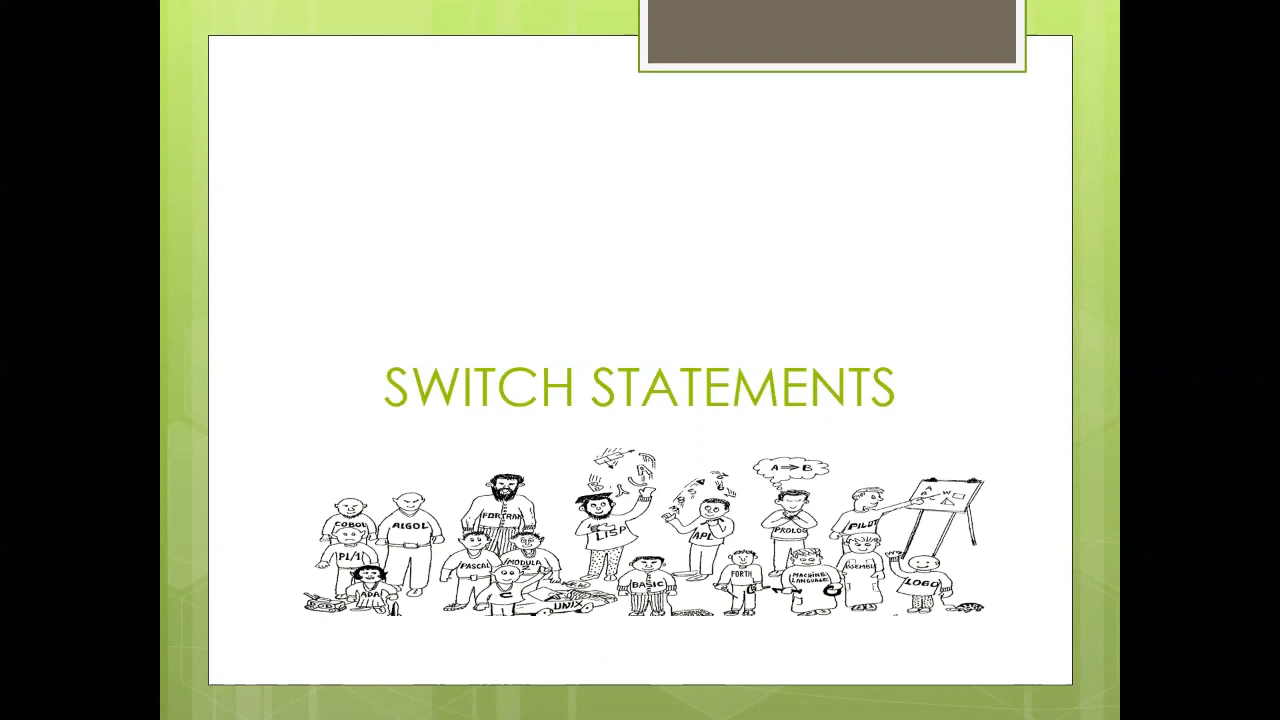 SWITCH STATEMENTS
A⇒B
COBOL
ALGOL
FORTRAN
LISP
APL
PROLOG
PILOT
PL/1
PASCAL
MODULA
2
BASIC
FORTH
MACHINE
LANGUAGE
ADA
C
UNIX
LOGO